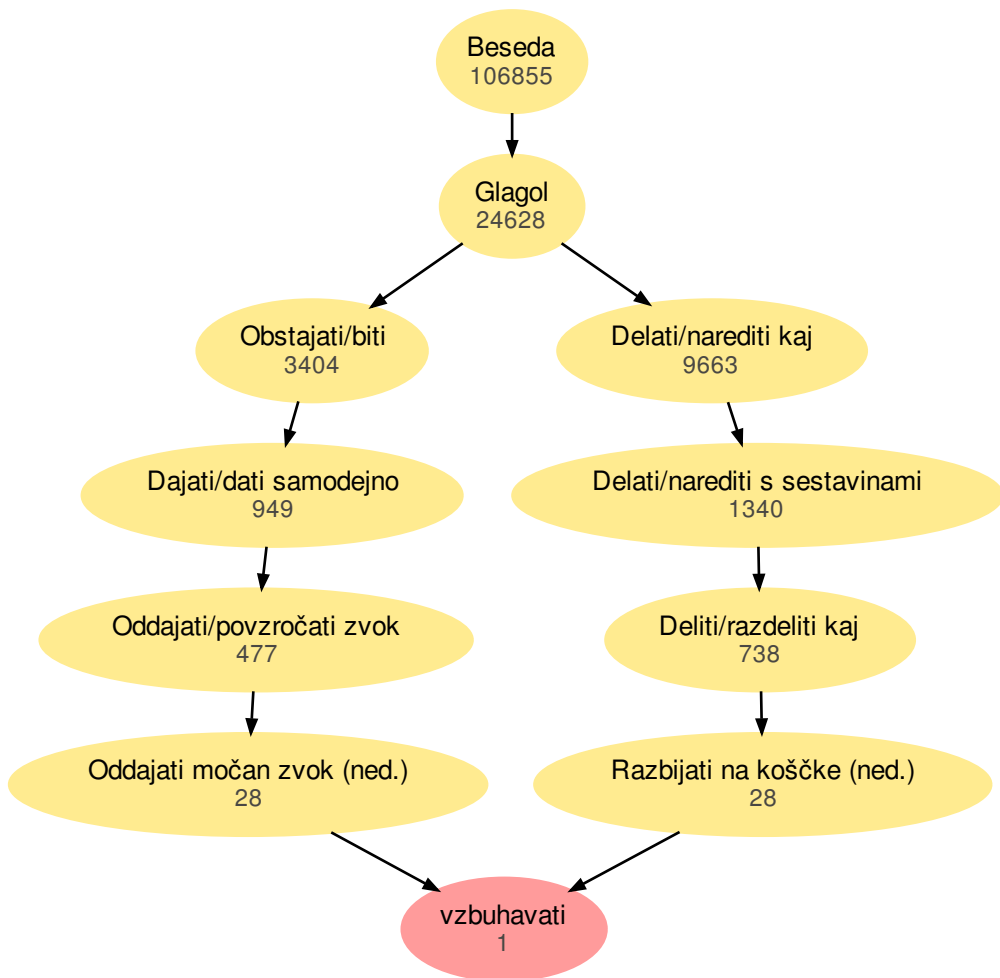 Beseda
106855
Glagol
24628
Obstajati/biti
3404
Delati/narediti kaj
9663
Dajati/dati samodejno
949
Delati/narediti s sestavinami
1340
Oddajati/povzročati zvok
477
Deliti/razdeliti kaj
738
Oddajati močan zvok (ned.)
28
Razbijati na koščke (ned.)
28
vzbuhavati
1